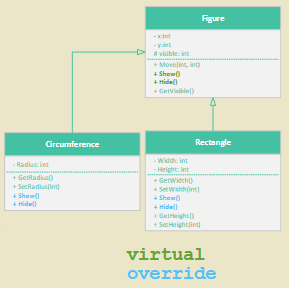 Figure
- x:int
- y:int
# visible: int
+ Move(int, int)
+ Show()
+ Hide()
+ GetVisible()
Circumference
- Radius: int
+ GetRadius()
+ SetRadius(int)
+ Show()
+ Hide()
Rectangle
- Width: int
- Height: int
+ GetWidth()
+ SetWidth(int)
+ Show()
+ Hide()
+ GetHeight()
+ SetHeight(int)
virtual
override